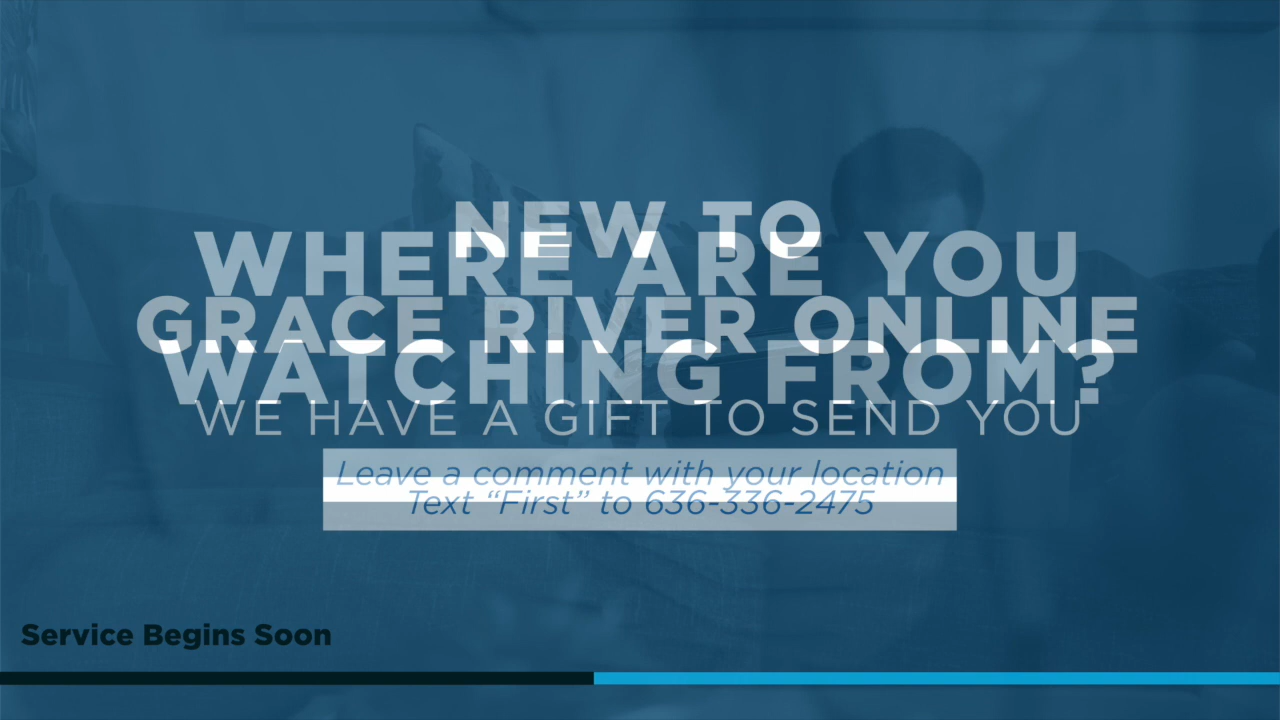 NEW TO
WHERE ARE YOU
GRACE RIVER ONLINE
WATCHING FROM?
WE HAVE A GIFT TO SEND YOU
Leave a comment with your location
Text “First” to 636-336-2475
Service Begins Soon